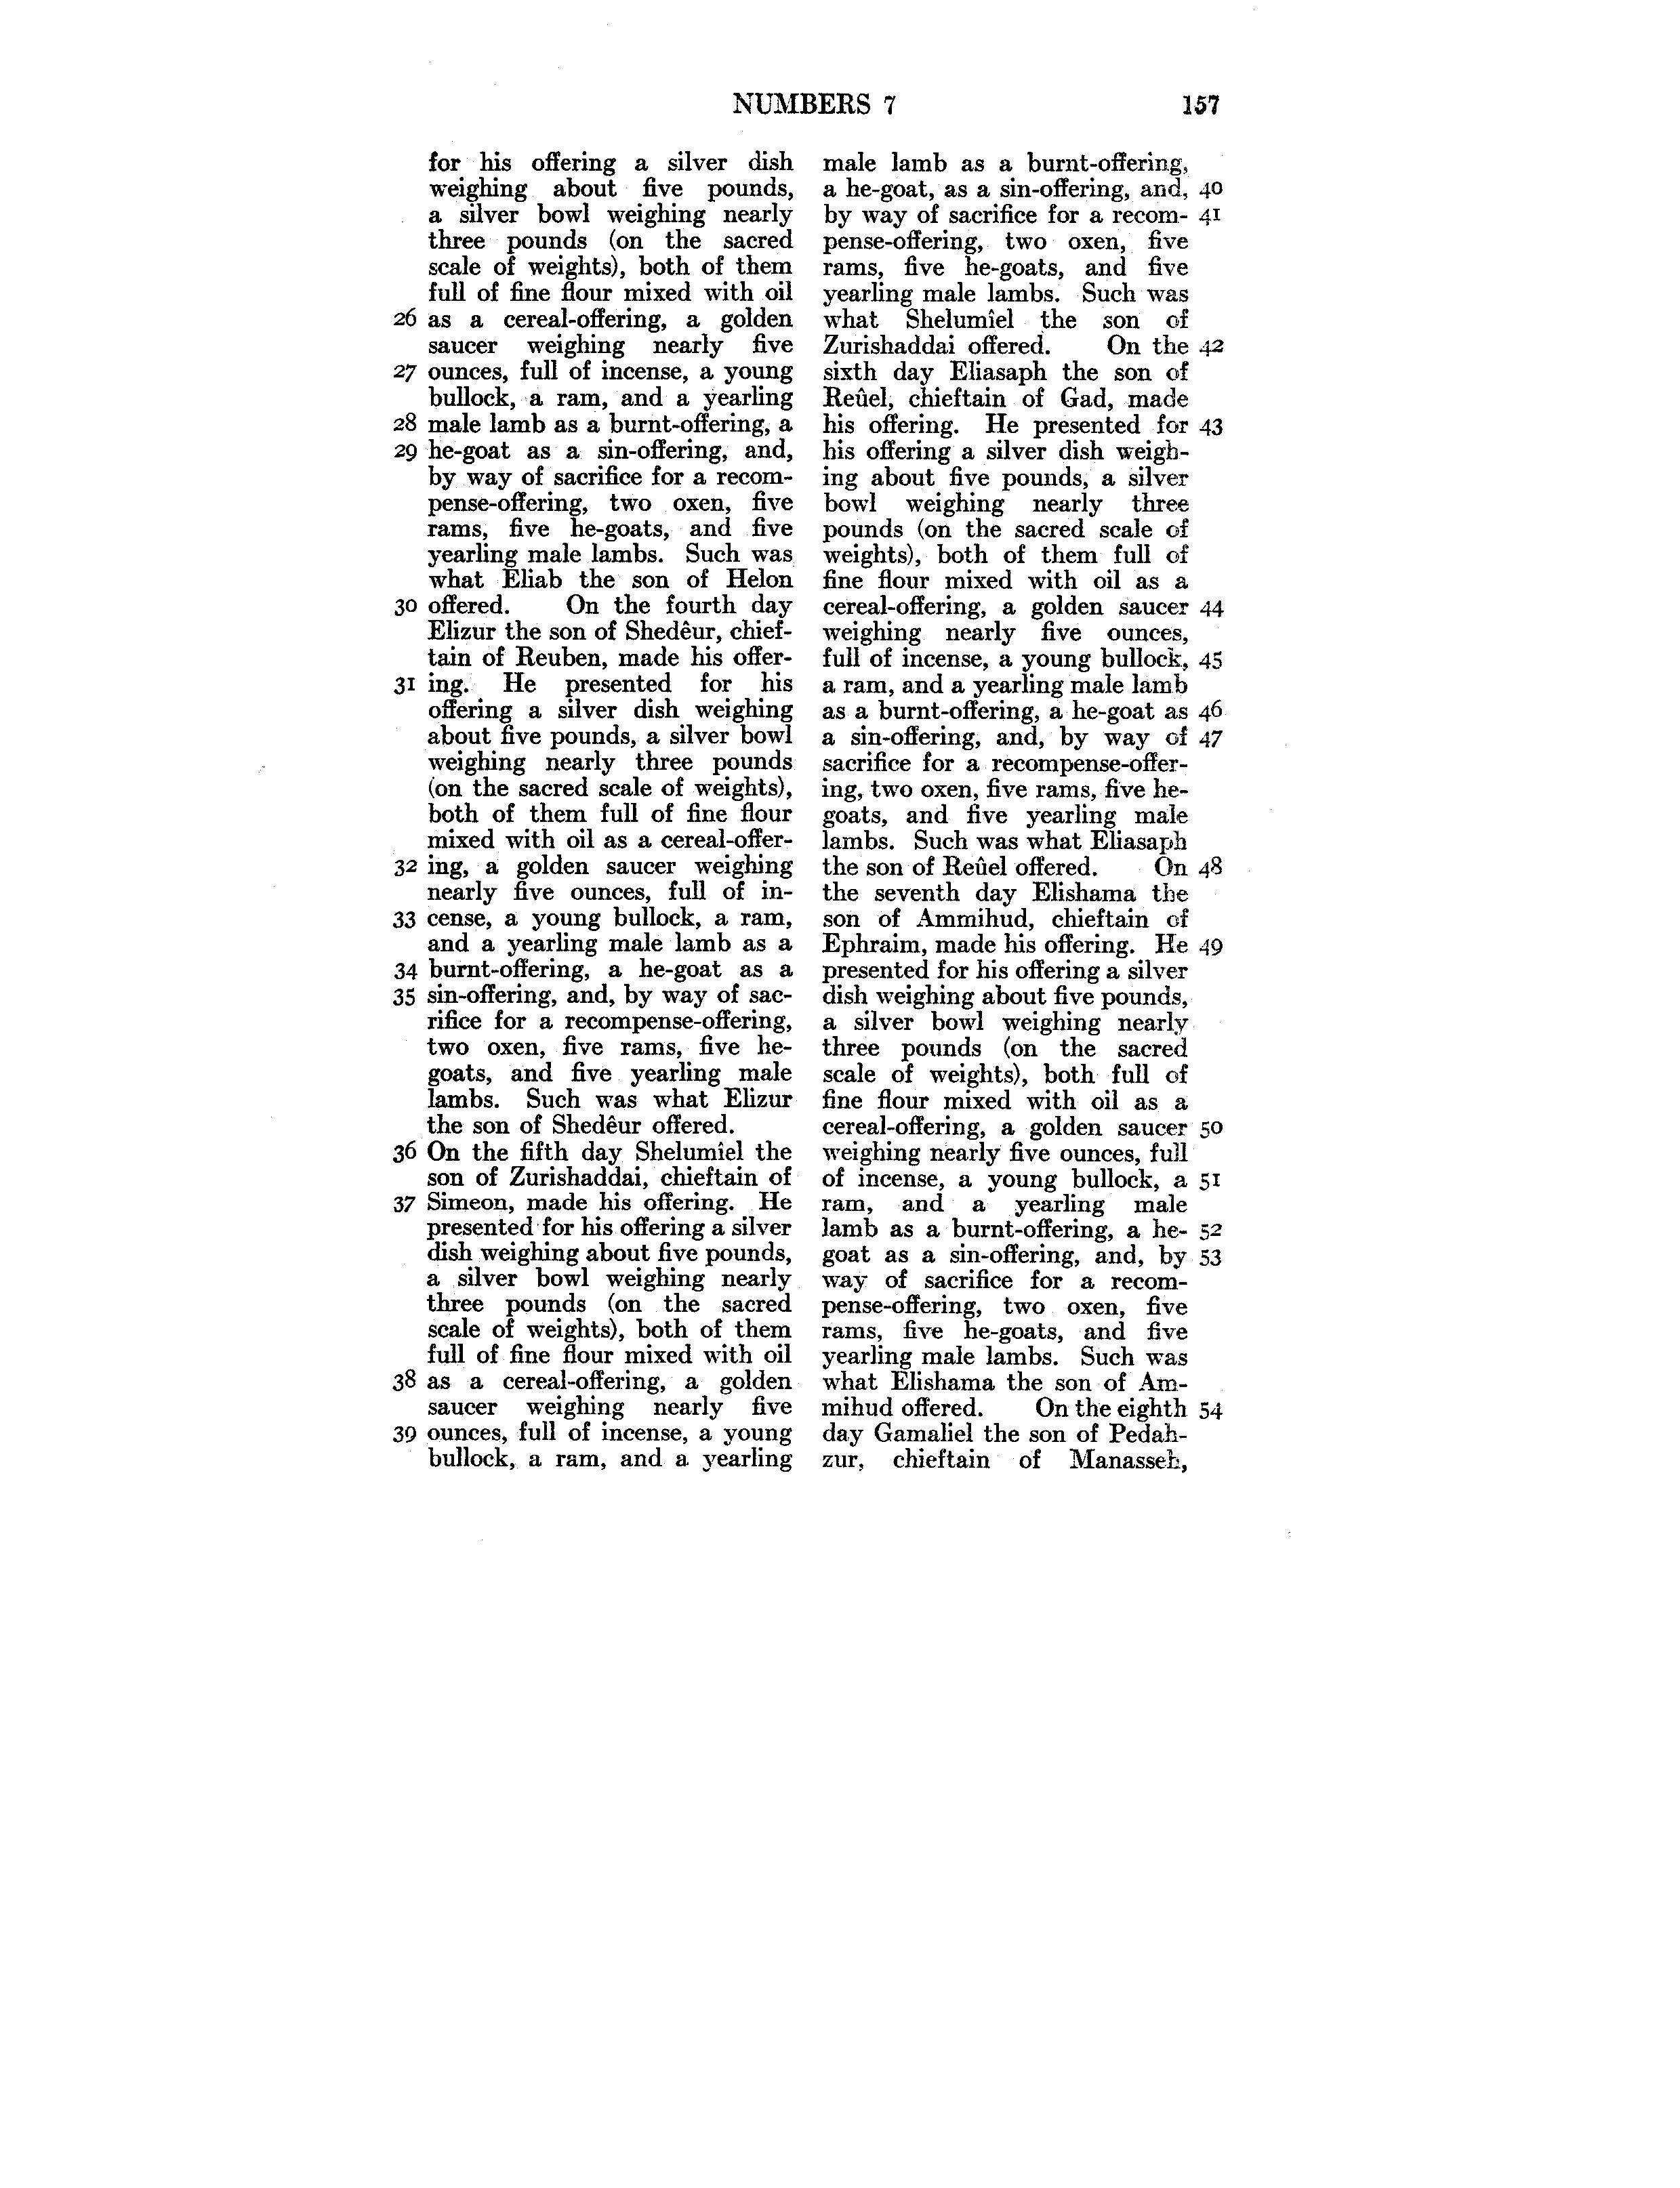 NUMBERS 7 157
for his offering a silver dish
weighing about five pounds,
a silver bowl weighing nearly
three pounds (on the sacred
scale of weights), both of them
full of fine flour mixed with oil
26 as a cereal-offering, a golden
saucer weighing nearly five
27 ounces, full of incense, a young
bullock, a ram, and a yearling
28 male lamb as a burnt-offering, a
29 he-goat as a sin-offering, and,
by way of sacrifice for a recom-
pense-offering, two oxen, five
rams, five he-goats, and five
yearling male lambs. Such was
what Eliab the son of Helon
30 offered. On the fourth day
Elizur the son of Shedêur, chief-
tain of Reuben, made his offer-
31 ing. He presented for his
offering a silver dish weighing
about five pounds, a silver bowl
weighing nearly three pounds
(on the sacred scale of weights),
both of them full of fine flour
mixed with oil as a cereal-offer-
32 ing, a golden saucer weighing
nearly five ounces, full of in-
33 cense, a young bullock, a ram,
and a yearling male lamb as a
34 burnt-offering, a he-goat as a
35 sin-offering, and, by way of sac-
rifice for a recompense-offering,
two oxen, five rams, five he-
goats, and five yearling male
lambs. Such was what Elizur
the son of Shedêur offered.
36 On the fifth day Shelumîel the
son of Zurishaddai, chieftain of
37 Simeon, made his offering. He
presented for his offering a silver
dish weighing about five pounds,
a silver bowl weighing nearly
three pounds (on the sacred
scale of weights), both of them
full of fine flour mixed with oil
38 as a cereal-offering, a golden
saucer weighing nearly five
39 ounces, full of incense, a young
bullock, a ram, and a yearling
male lamb as a burnt-offering,
a he-goat, as a sin-offering, and, 40
by way of sacrifice for a recom- 41
pense-offering, two oxen, five
rams, five he-goats, and five
yearling male lambs. Such was
what Shelumîel the son of
Zurishaddai offered. On the 42
sixth day Eliasaph the son of
Reûel, chieftain of Gad, made
his offering. He presented for 43
his offering a silver dish weigh-
ing about five pounds, a silver
bowl weighing nearly three
pounds (on the sacred scale of
weights), both of them full of
fine flour mixed with oil as a
cereal-offering, a golden saucer 44
weighing nearly five ounces,
full of incense, a young bullock, 45
a ram, and a yearling male lamb
as a burnt-offering, a he-goat as 46
a sin-offering, and, by way of 47
sacrifice for a recompense-offer-
ing, two oxen, five rams, five he-
goats, and five yearling male
lambs. Such was what Eliasaph
the son of Reûel offered. On 48
the seventh day Elishama the
son of Ammihud, chieftain of
Ephraim, made his offering. He 49
presented for his offering a silver
dish weighing about five pounds,
a silver bowl weighing nearly
three pounds (on the sacred
scale of weights), both full of
fine flour mixed with oil as a
cereal-offering, a golden saucer 50
weighing nearly five ounces, full
of incense, a young bullock, a 51
ram, and a yearling male
lamb as a burnt-offering, a he- 52
goat as a sin-offering, and, by 53
way of sacrifice for a recom-
pense-offering, two oxen, five
rams, five he-goats, and five
yearling male lambs. Such was
what Elishama the son of Am-
mihud offered. On the eighth 54
day Gamaliel the son of Pedah-
zur, chieftain of Manasseh,